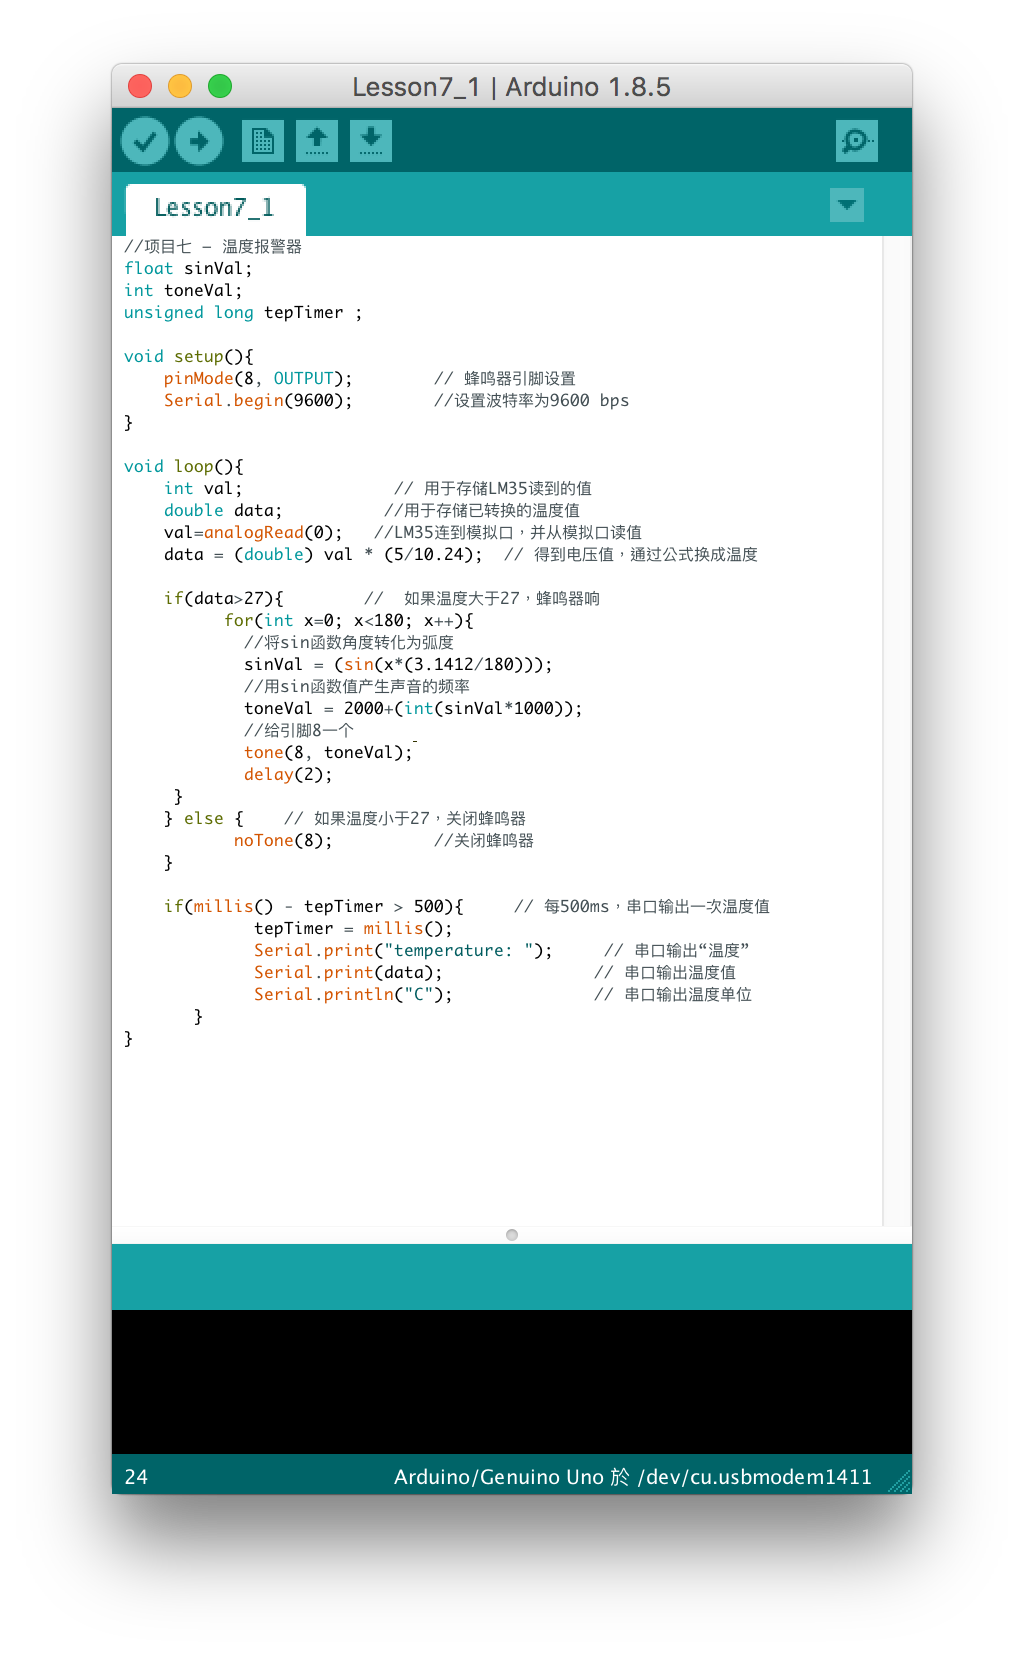 Lesson7_1 | Arduino 1.8.5
Lesson7_1
//项目七 – 温度报警器
float sinVal;
int toneVal;
unsigned long tepTimer ;
void setup(){
pinMode(8, OUTPUT); // 蜂鸣器引脚设置
Serial.begin(9600); //设置波特率为9600 bps
}
void loop(){
int val; // 用于存储LM35读到的值
double data; //用于存储已转换的温度值
val=analogRead(0); //LM35连到模拟口，并从模拟口读值
data = (double) val * (5/10.24); // 得到电压值，通过公式换成温度
if(data>27){ // 如果温度大于27，蜂鸣器响
for(int x=0; x<180; x++){
//将sin函数角度转化为弧度
sinVal = (sin(x*(3.1412/180)));
//用sin函数值产生声音的频率
toneVal = 2000+(int(sinVal*1000));
//给引脚8一个
tone(8, toneVal);
delay(2);
}
} else { // 如果温度小于27，关闭蜂鸣器
noTone(8); //关闭蜂鸣器
}
if(millis() - tepTimer > 500){ // 每500ms，串口输出一次温度值
tepTimer = millis();
Serial.print("temperature: "); // 串口输出“温度”
Serial.print(data); // 串口输出温度值
Serial.println("C"); // 串口输出温度单位
}
}
24 Arduino/Genuino Uno 於 /dev/cu.usbmodem1411